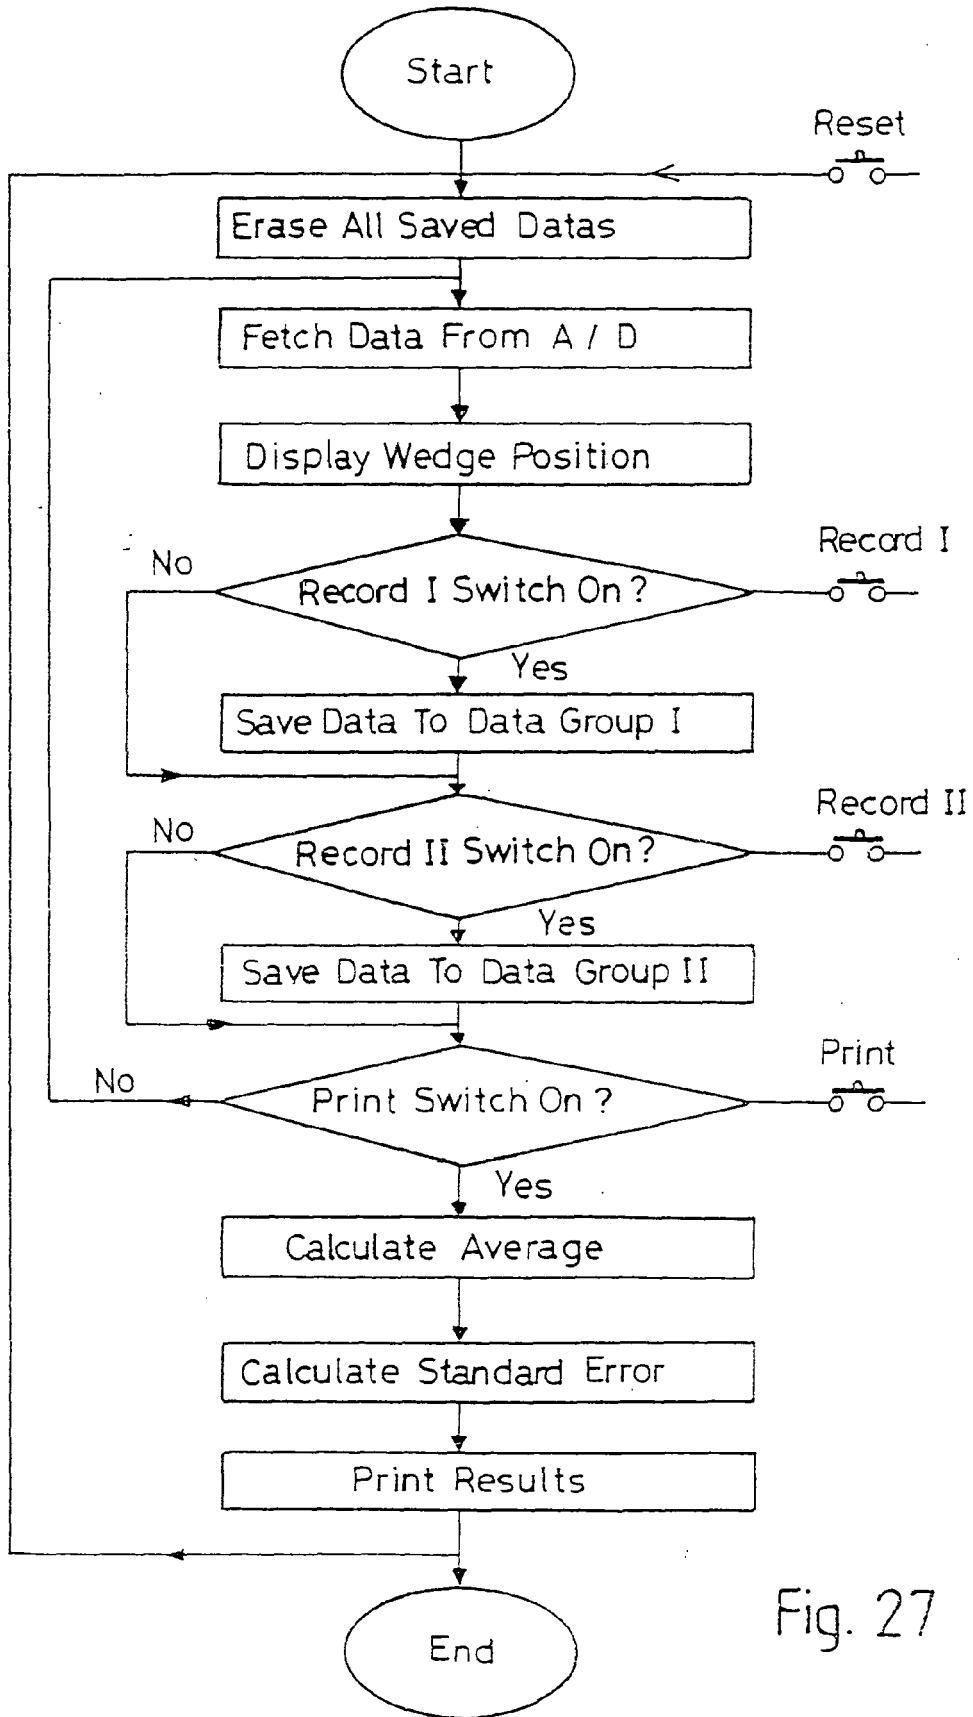 Start
Reset
Erase All Saved Datas
Fetch Data From A / D
Display Wedge Position
Record I
No
Record I Switch On ?
Yes
Save Data To Data Group I
Record II
No
Record II Switch On ?
Yes
Save Data To Data Group II
Print
No
Print Switch On ?
Yes
Calculate Average
Calculate Standard Error
Print Results
Fig. 27
End